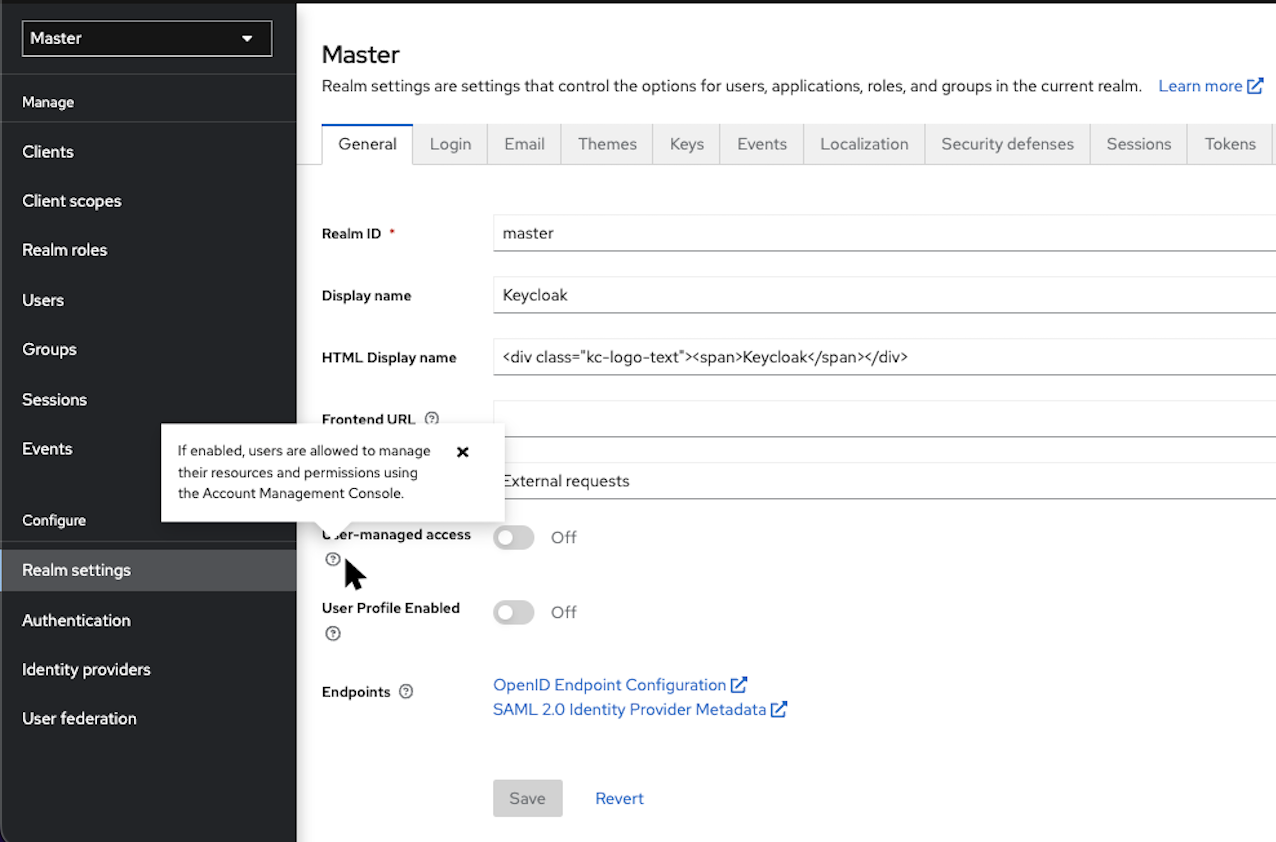 Master
Manage
Clients
Client scopes
Realm roles
Users
Groups
Sessions
Events
Configure
Realm settings
Authentication
Identity providers
User federation
Master
Realm settings are settings that control the options for users, applications, roles, and groups in the current realm. Learn more
General Login Email Themes Keys Events Localization Security defenses Sessions Tokens
Realm ID * master
Display name Keycloak
HTML Display name <div class="kc-logo-text"><span>Keycloak</span></div>
Frontend URL
If enabled, users are allowed to manage
their resources and permissions using
the Account Management Console.
External requests
User-managed access Off
User Profile Enabled Off
Endpoints OpenID Endpoint Configuration
SAML 2.0 Identity Provider Metadata
Save Revert